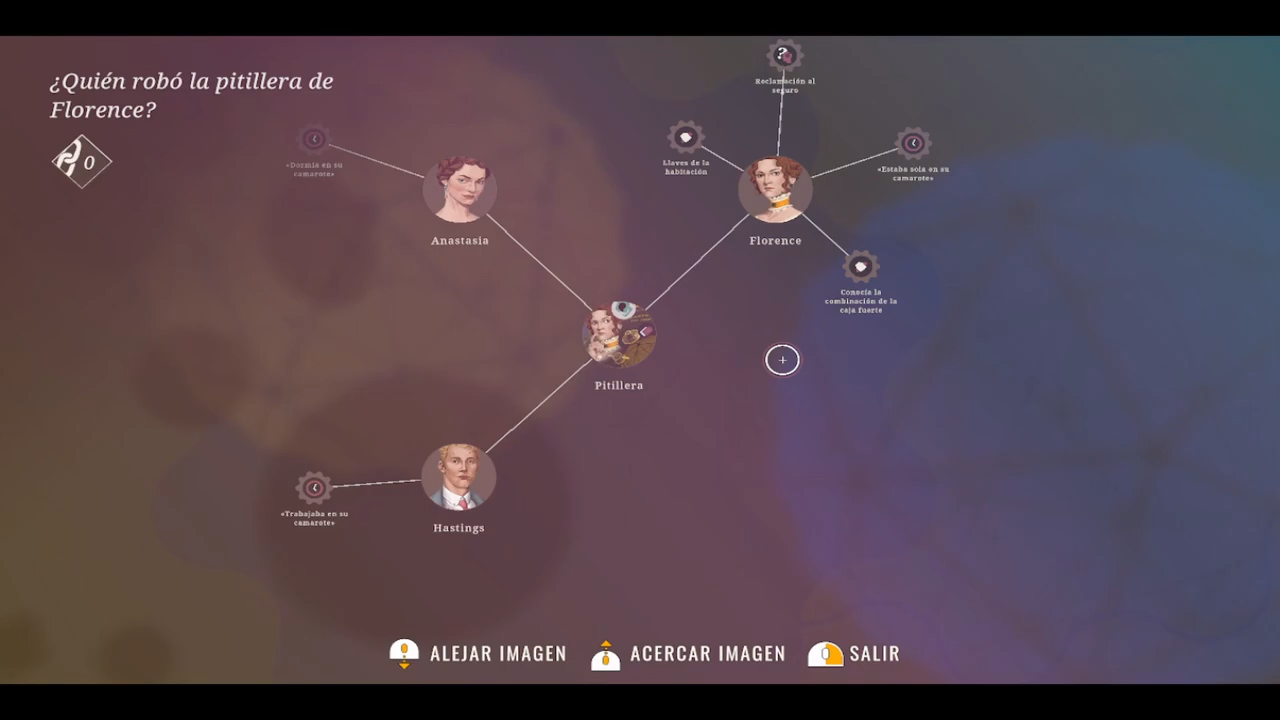 ¿Quién robó la pitillera de
Florence?
0
?
Reclamación al
seguro
Llaves de la
habitación
«Estaba sola en su
camarote»
«Dormía en su
camarote»
Anastasia
Florence
Conocía la
combinación de la
caja fuerte
Pitillera
«Trabajaba en su
camarote»
Hastings
ALEJAR IMAGEN
ACERCAR IMAGEN
SALIR